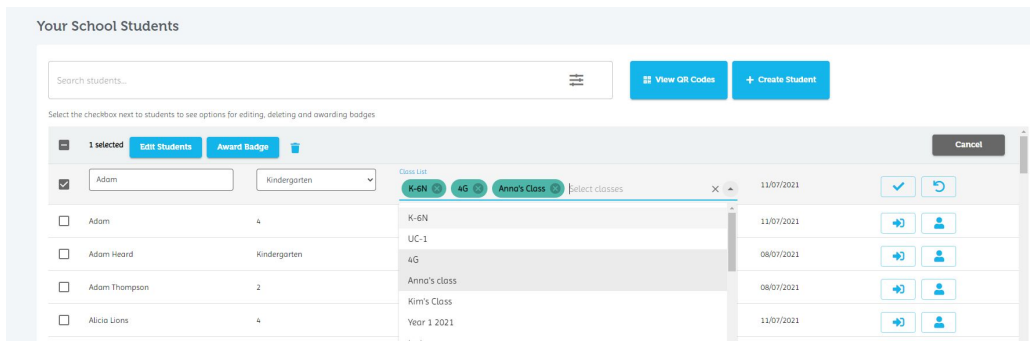 Your School Students
Search students...
View QR Codes
+ Create Student
Select the checkbox next to students to see options for editing, deleting and awarding badges
1 selected Edit Students Award Badge Cancel
Class List
Adam Kindergarten K-6N 4G Anna's Class Select classes 11/07/2021
K-6N
Adam 4 11/07/2021
UC-1
4G
Adam Heard Kindergarten 08/07/2021
Anna's class
Adam Thompson 2 08/07/2021
Kim's Class
Year 1 2021
Alicia Lions 4 11/07/2021